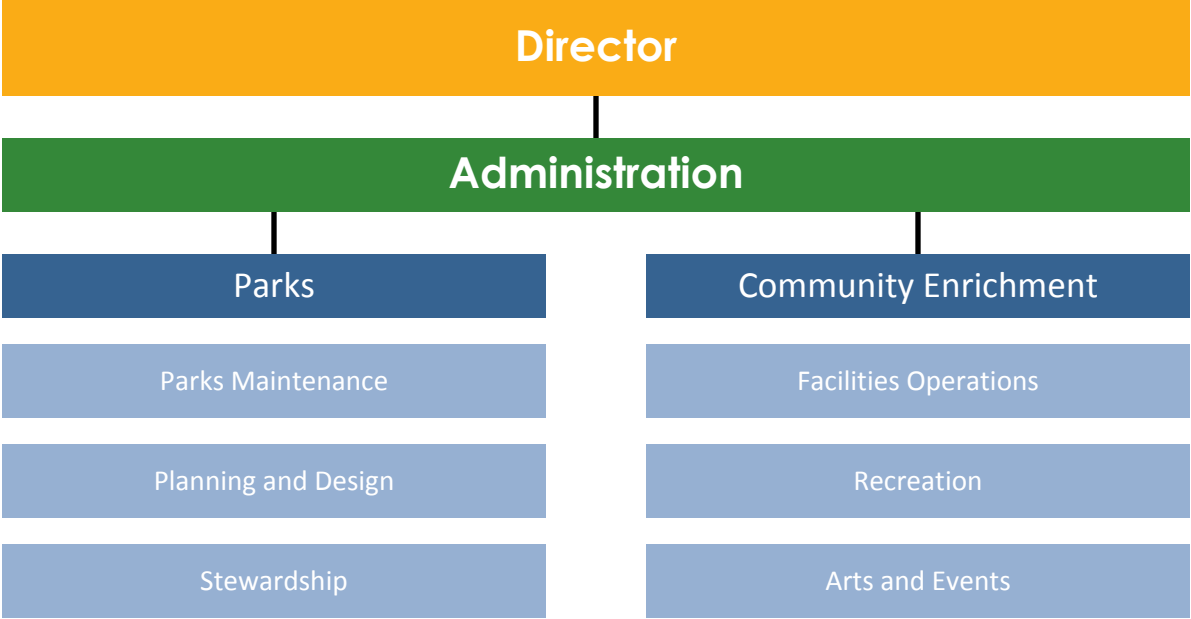 Director
Administration
Parks
Community Enrichment
Parks Maintenance
Facilities Operations
Planning and Design
Recreation
Stewardship
Arts and Events